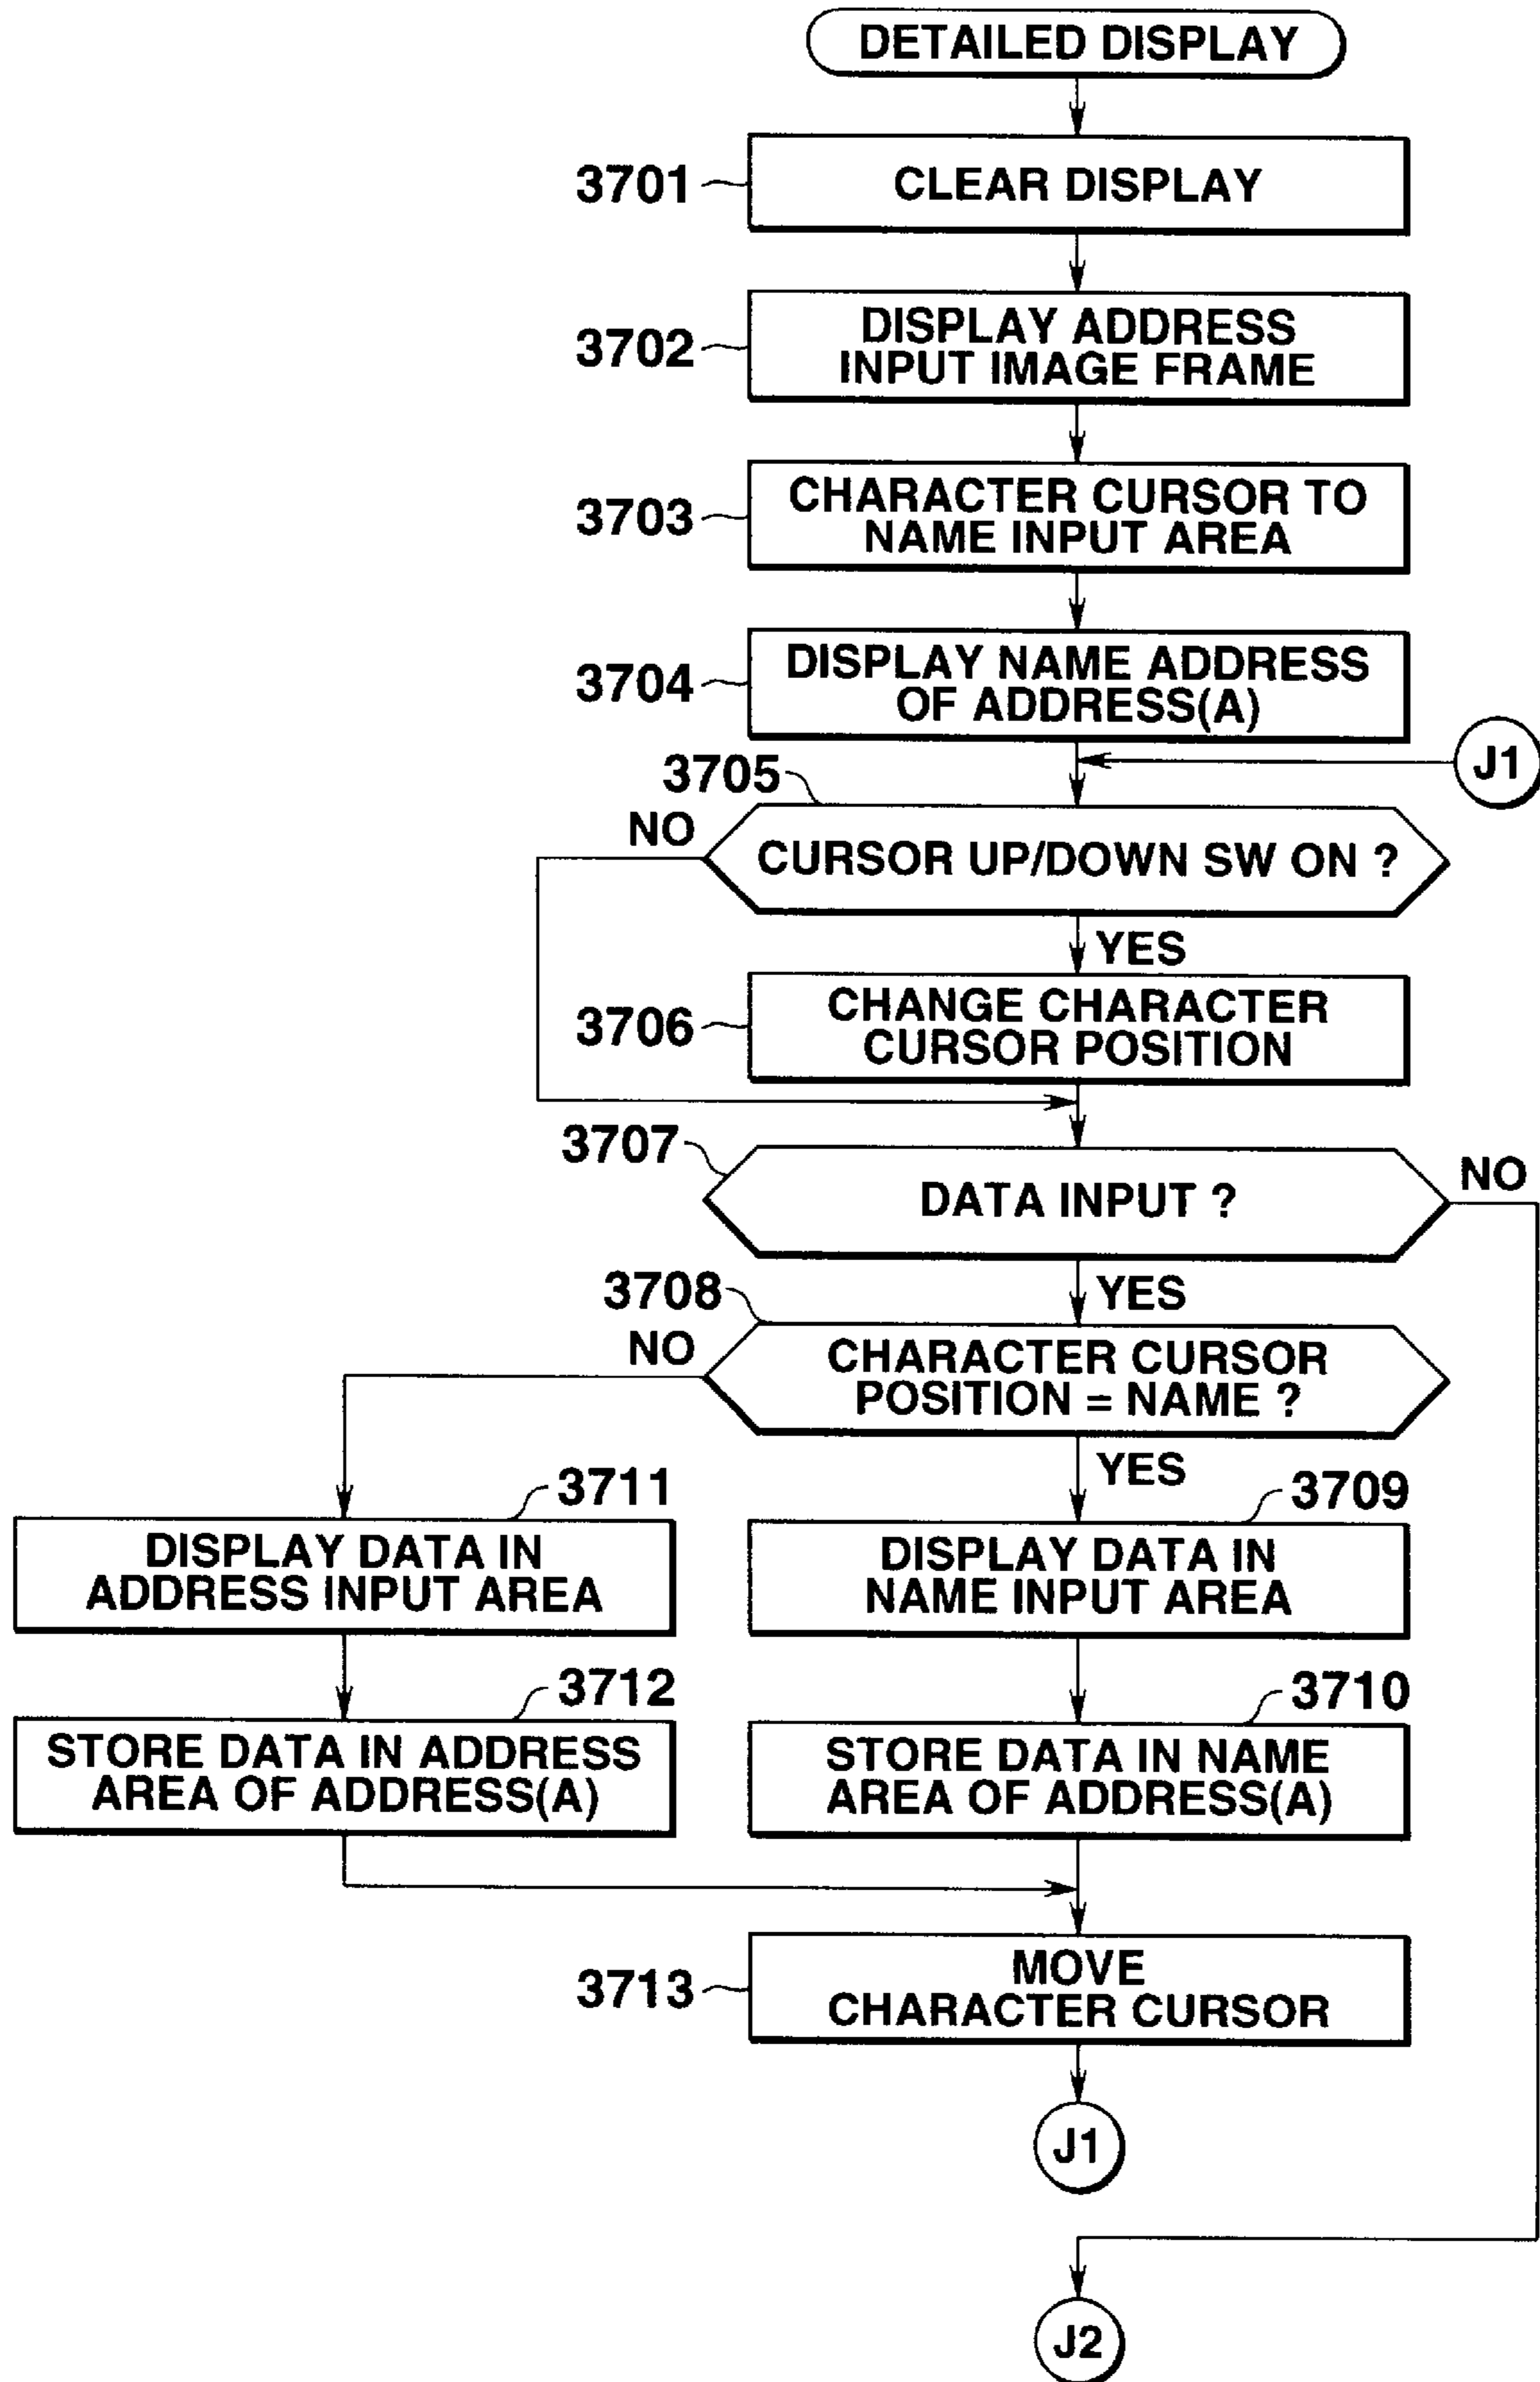 DETAILED DISPLAY
3701
CLEAR DISPLAY
3702
DISPLAY ADDRESS
INPUT IMAGE FRAME
3703
CHARACTER CURSOR TO
NAME INPUT AREA
3704
DISPLAY NAME ADDRESS
OF ADDRESS(A)
J1
3705
NO
CURSOR UP/DOWN SW ON ?
YES
3706
CHANGE CHARACTER
CURSOR POSITION
3707
DATA INPUT ?
NO
YES
3708
NO
CHARACTER CURSOR
POSITION = NAME ?
YES
3711
DISPLAY DATA IN
ADDRESS INPUT AREA
3709
DISPLAY DATA IN
NAME INPUT AREA
3712
STORE DATA IN ADDRESS
AREA OF ADDRESS(A)
3710
STORE DATA IN NAME
AREA OF ADDRESS(A)
3713
MOVE
CHARACTER CURSOR
J1
J2